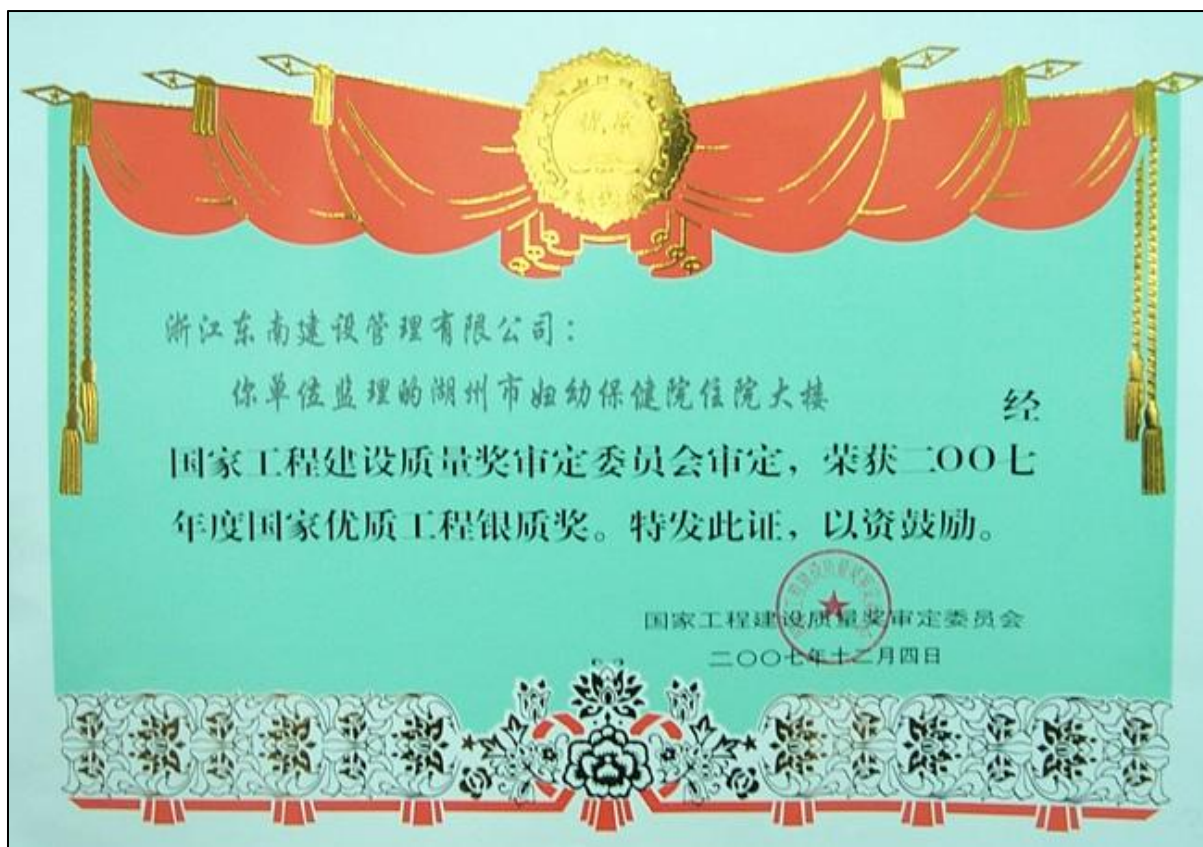 浙江东南建设管理有限公司：
你单位监理的湖州市妇幼保健院住院大楼 经
国家工程建设质量奖审定委员会审定，荣获二〇〇七
年度国家优质工程银质奖。特发此证，以资鼓励。
国家工程建设质量奖审定委员会
二〇〇七年十二月四日